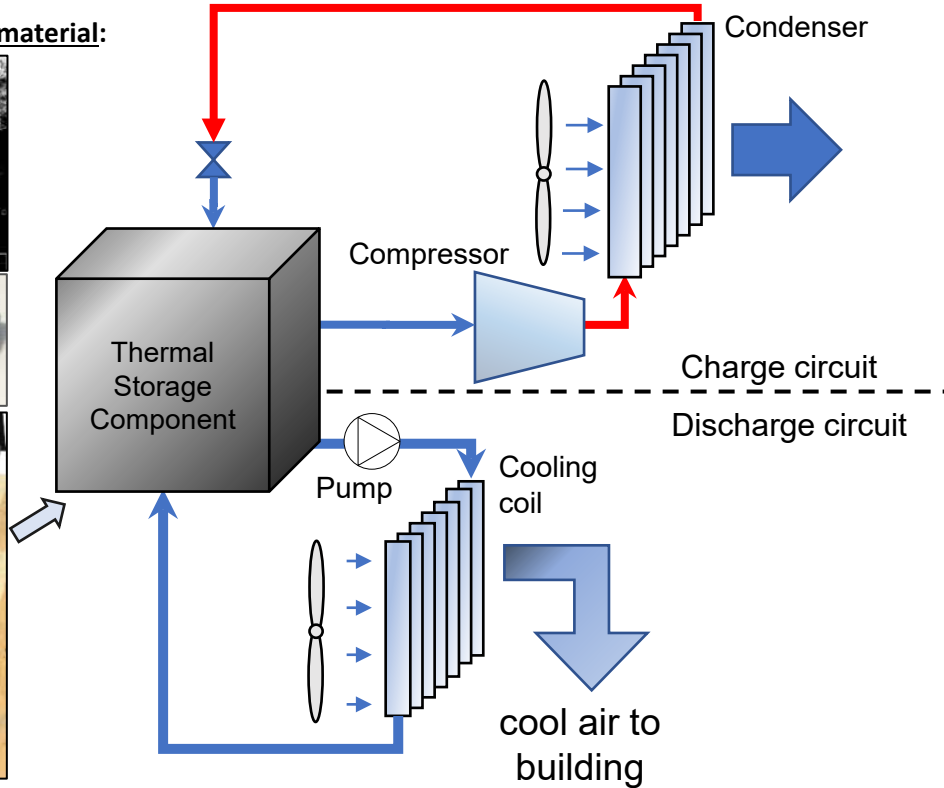 material:
Condenser
Compressor
Thermal
Storage
Component
Charge circuit
Discharge circuit
Pump
Cooling
coil
cool air to
building